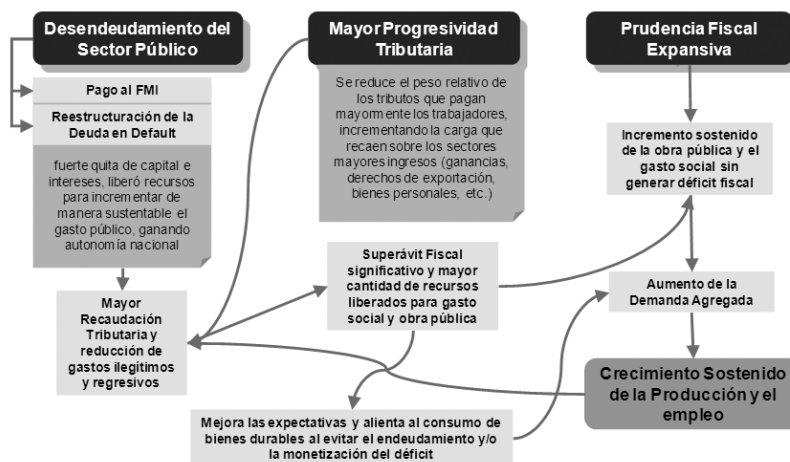 Desendeudamiento del
Sector Público
Pago al FMI
Reestructuración de la
Deuda en Default
fuerte quita de capital e
intereses, liberó recursos
para incrementar de
manera sustentable el
gasto público, ganando
autonomía nacional
Mayor
Recaudación
Tributaria y
reducción de
gastos ilegítimos
y regresivos
Mayor Progresividad
Tributaria
Se reduce el peso relativo de
los tributos que pagan
mayormente los trabajadores,
incrementando la carga que
recaen sobre los sectores
mayores ingresos (ganancias,
derechos de exportación,
bienes personales, etc.)
Superávit Fiscal
significativo y mayor
cantidad de recursos
liberados para gasto
social y obra pública
Mejora las expectativas y alienta al consumo de
bienes durables al evitar el endeudamiento y/o
la monetización del déficit
Prudencia Fiscal
Expansiva
Incremento sostenido
de la obra pública y el
gasto social sin
generar déficit fiscal
Aumento de la
Demanda Agregada
Crecimiento Sostenido
de la Producción y el
empleo